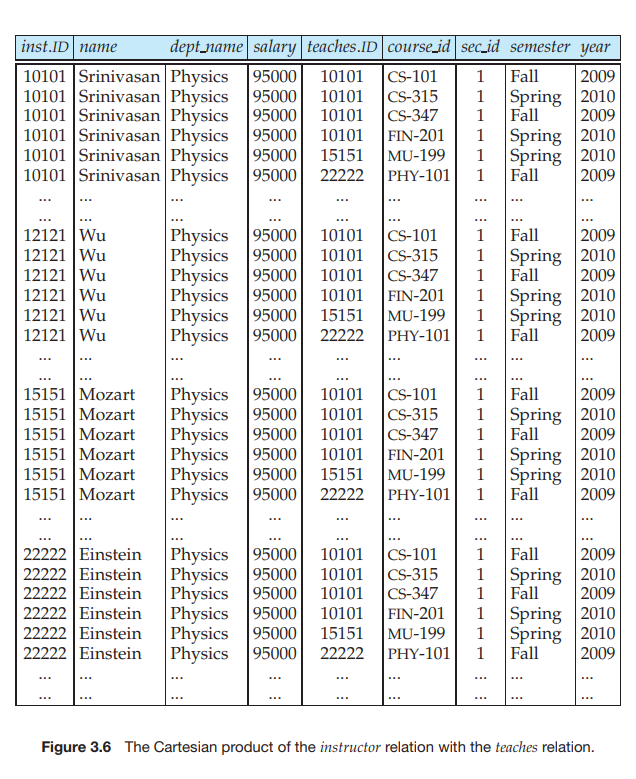 inst.ID name dept_name salary teaches.ID course_id sec_id semester year
10101 Srinivasan Physics 95000 10101 CS-101 1 Fall 2009
10101 Srinivasan Physics 95000 10101 CS-315 1 Spring 2010
10101 Srinivasan Physics 95000 10101 CS-347 1 Fall 2009
10101 Srinivasan Physics 95000 10101 FIN-201 1 Spring 2010
10101 Srinivasan Physics 95000 15151 MU-199 1 Spring 2010
10101 Srinivasan Physics 95000 22222 PHY-101 1 Fall 2009
... ... ... ... ... ... ... ... ...
... ... ... ... ... ... ... ... ...
12121 Wu Physics 95000 10101 CS-101 1 Fall 2009
12121 Wu Physics 95000 10101 CS-315 1 Spring 2010
12121 Wu Physics 95000 10101 CS-347 1 Fall 2009
12121 Wu Physics 95000 10101 FIN-201 1 Spring 2010
12121 Wu Physics 95000 15151 MU-199 1 Spring 2010
12121 Wu Physics 95000 22222 PHY-101 1 Fall 2009
... ... ... ... ... ... ... ... ...
... ... ... ... ... ... ... ... ...
15151 Mozart Physics 95000 10101 CS-101 1 Fall 2009
15151 Mozart Physics 95000 10101 CS-315 1 Spring 2010
15151 Mozart Physics 95000 10101 CS-347 1 Fall 2009
15151 Mozart Physics 95000 10101 FIN-201 1 Spring 2010
15151 Mozart Physics 95000 15151 MU-199 1 Spring 2010
15151 Mozart Physics 95000 22222 PHY-101 1 Fall 2009
... ... ... ... ... ... ... ... ...
... ... ... ... ... ... ... ... ...
22222 Einstein Physics 95000 10101 CS-101 1 Fall 2009
22222 Einstein Physics 95000 10101 CS-315 1 Spring 2010
22222 Einstein Physics 95000 10101 CS-347 1 Fall 2009
22222 Einstein Physics 95000 10101 FIN-201 1 Spring 2010
22222 Einstein Physics 95000 15151 MU-199 1 Spring 2010
22222 Einstein Physics 95000 22222 PHY-101 1 Fall 2009
... ... ... ... ... ... ... ... ...
... ... ... ... ... ... ... ... ...
Figure 3.6 The Cartesian product of the instructor relation with the teaches relation.